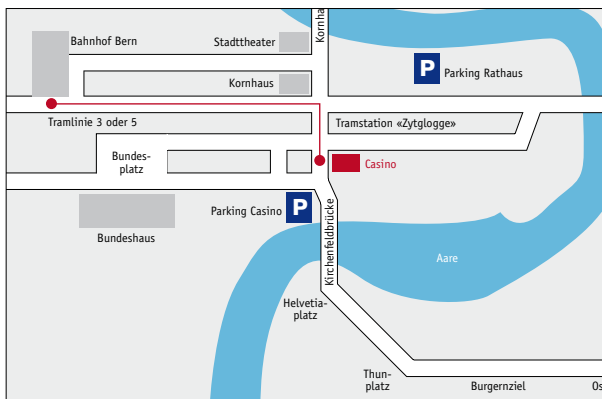 Kornha
Bahnhof Bern
Stadttheater
P
Parking Rathaus
Kornhaus
Tramlinie 3 oder 5
Tramstation «Zytglogge»
Bundes-
platz
Casino
Parking Casino
P
Kirchenfeldbrücke
Bundeshaus
Aare
Helvetia-
platz
Thun-
platz
Burgernziel
Os